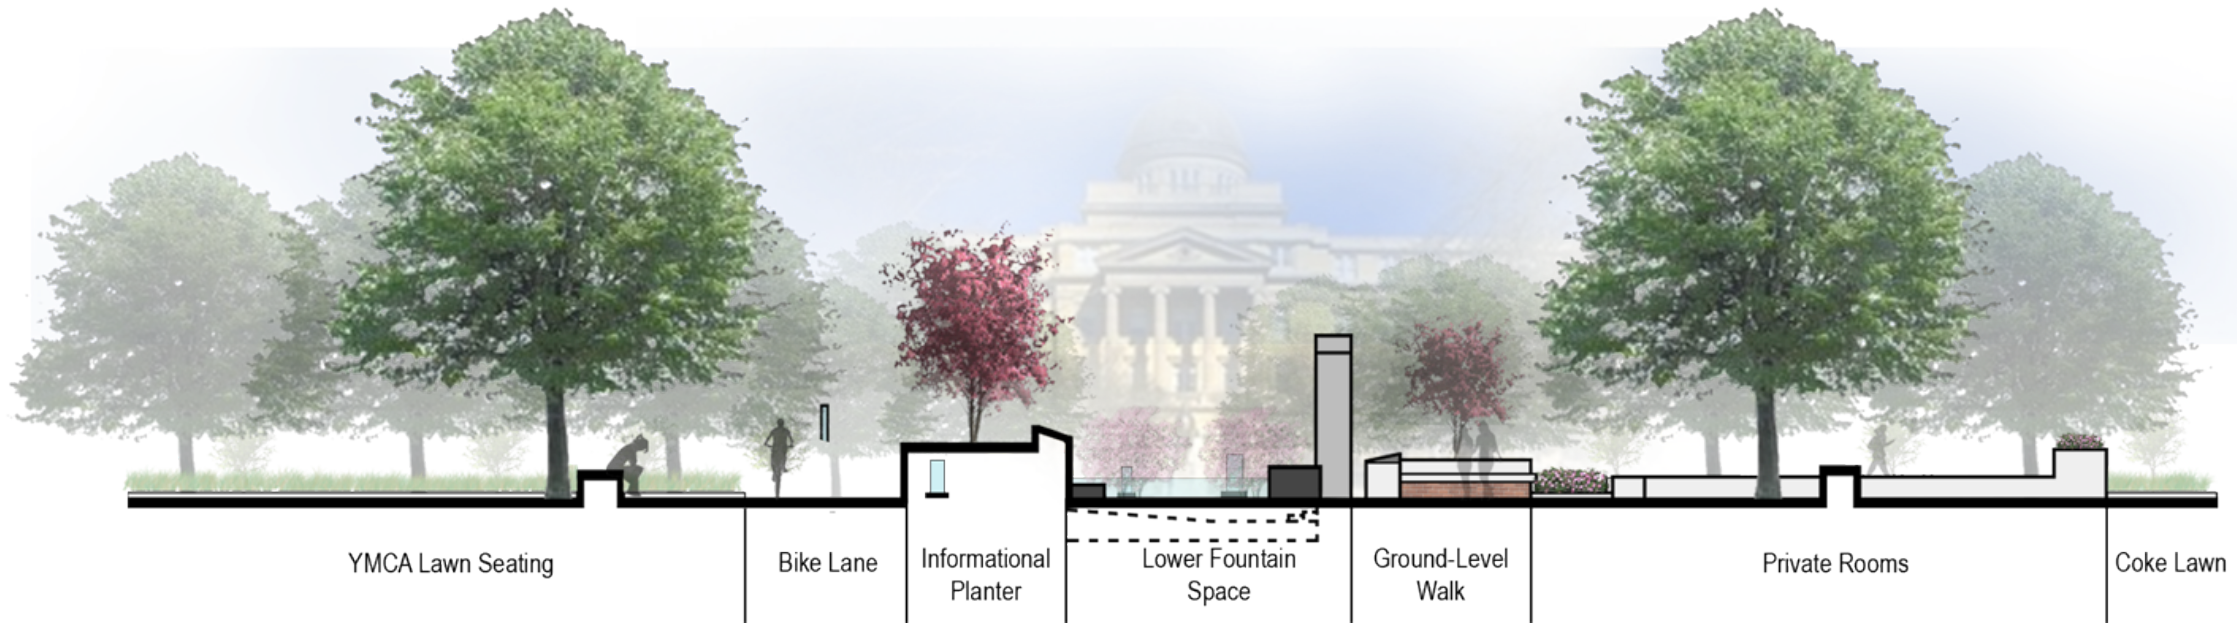 YMCA Lawn Seating
Bike Lane
Informational
Planter
Lower Fountain
Space
Ground-Level
Walk
Private Rooms
Coke Lawn